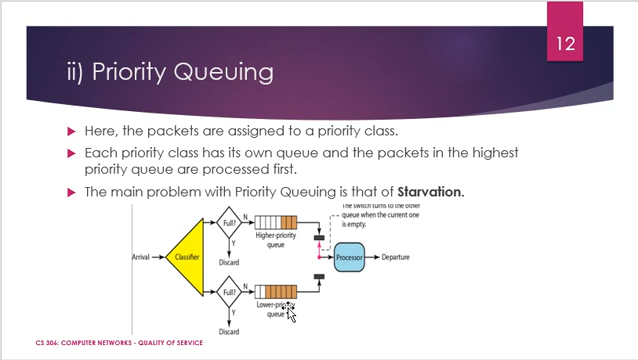 12
ii) Priority Queuing
Here, the packets are assigned to a priority class.
Each priority class has its own queue and the packets in the highest
priority queue are processed first.
The main problem with Priority Queuing is that of Starvation.
The switch turns to the other
queue when the current one
is empty.
Full?
N
Higher-priority
queue
Y
Discard
Arrival
Classifier
Processor
Departure
Full?
N
Lower-priority
queue
Y
Discard
CS 306: COMPUTER NETWORKS - QUALITY OF SERVICE